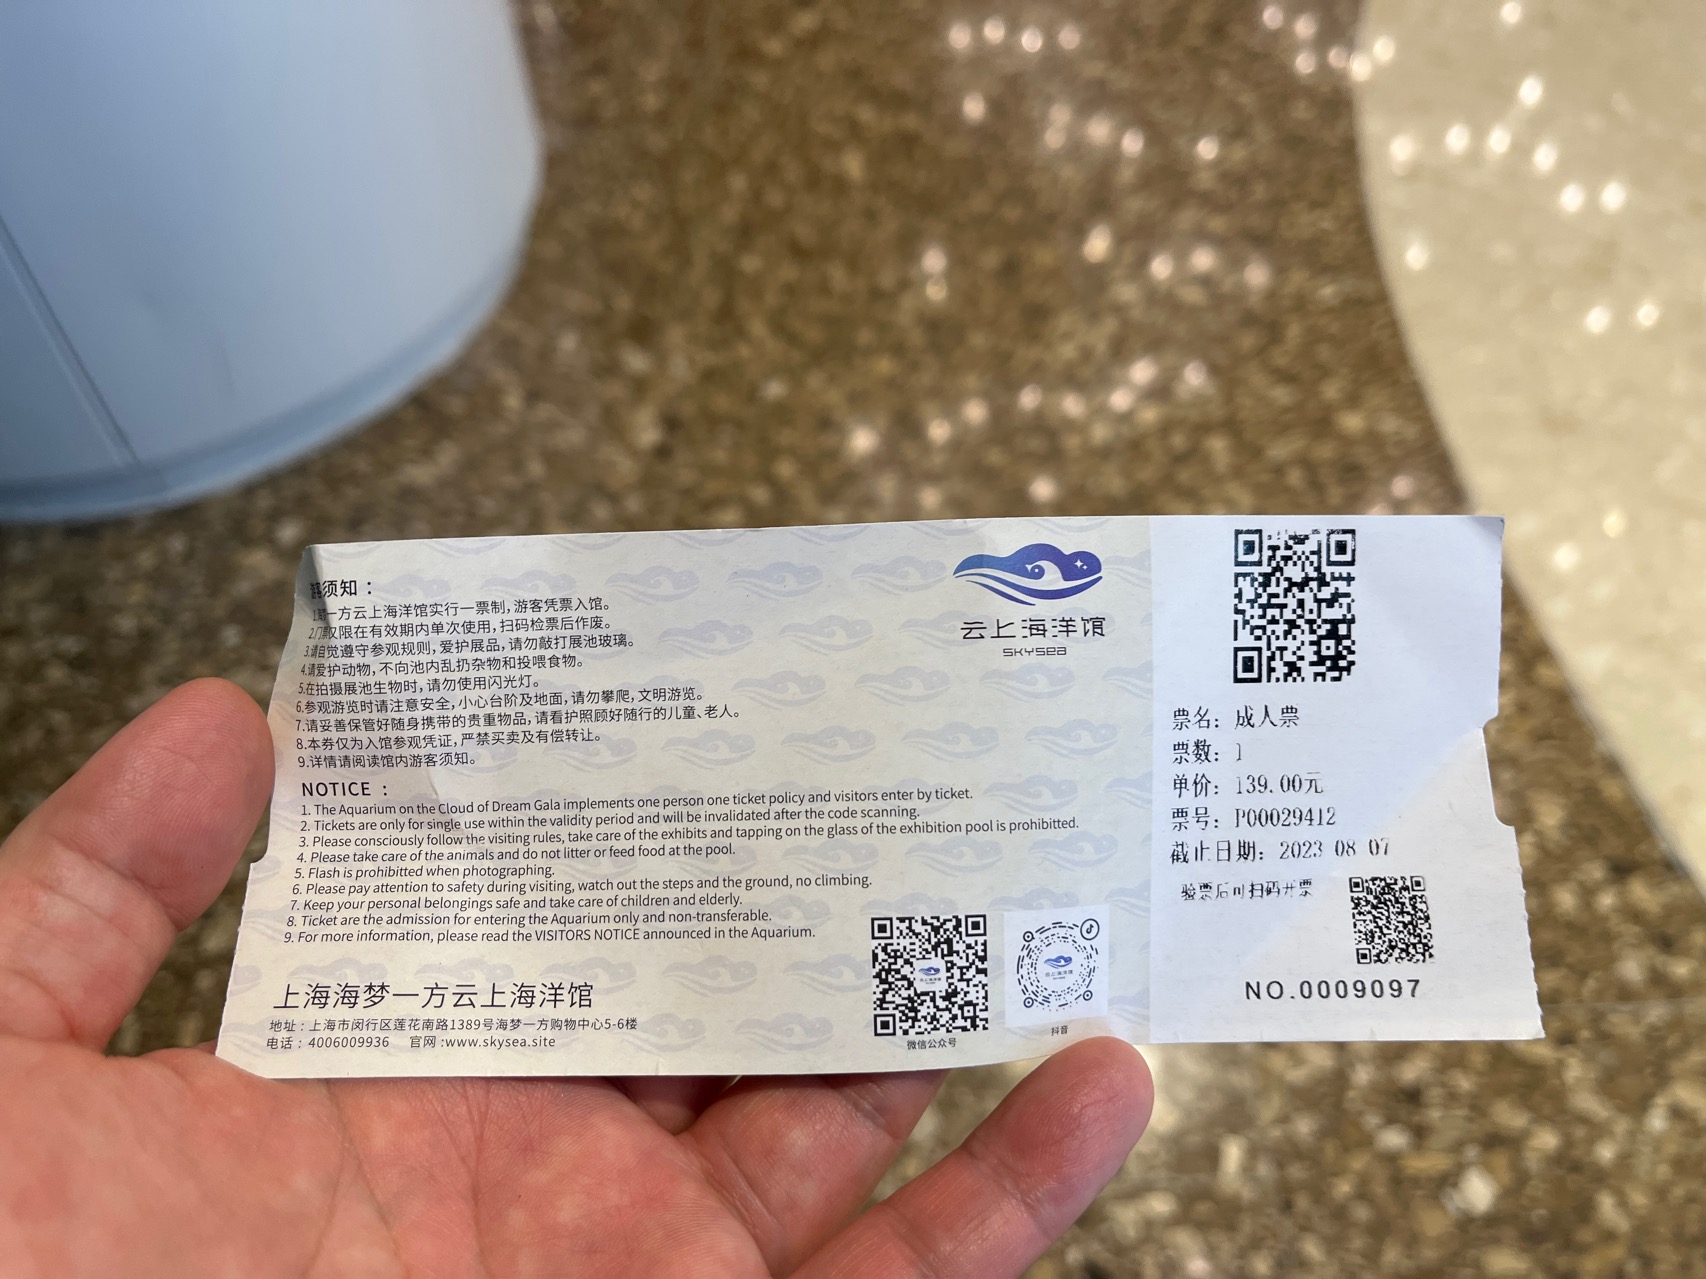 须知：
一方云上海洋馆实行一票制，游客凭票入馆。
2.门票仅限在有效期内单次使用，扫码检票后作废。
3.请自觉遵守参观规则，爱护展品，请勿敲打展池玻璃。
4.请爱护动物，不向池内乱扔杂物和投喂食物。
5.在拍摄展池生物时，请勿使用闪光灯。
6.参观游览时请注意安全，小心台阶及地面，请勿攀爬，文明游览。
7.请妥善保管好随身携带的贵重物品，请看护照顾好随行的儿童、老人。
8.本券仅为入馆参观凭证，严禁买卖及有偿转让。
9.详情请阅读馆内游客须知。
NOTICE：
1. The Aquarium on the Cloud of Dream Gala implements one person one ticket policy and visitors enter by ticket.
2. Tickets are only for single use within the validity period and will be invalidated after the code scanning.
3. Please consciously follow the visiting rules, take care of the exhibits and tapping on the glass of the exhibition pool is prohibitted.
4. Please take care of the animals and do not litter or feed food at the pool.
5. Flash is prohibitted when photographing.
6. Please pay attention to safety during visiting, watch out the steps and the ground, no climbing.
7. Keep your personal belongings safe and take care of children and elderly.
8. Ticket are the admission for entering the Aquarium only and non-transferable.
9. For more information, please read the VISITORS NOTICE announced in the Aquarium.
上海海梦一方云上海洋馆
地址：上海市闵行区莲花南路1389号海梦一方购物中心5-6楼
电话：4006009936 官网:www.skysea.site
云上海洋馆
SKYSEA
微信公众号
抖音
票名：成人票
票数：1
单价：139.00元
票号：P00029412
截止日期：2023-08-07
验票后可扫码开票
NO.0009097